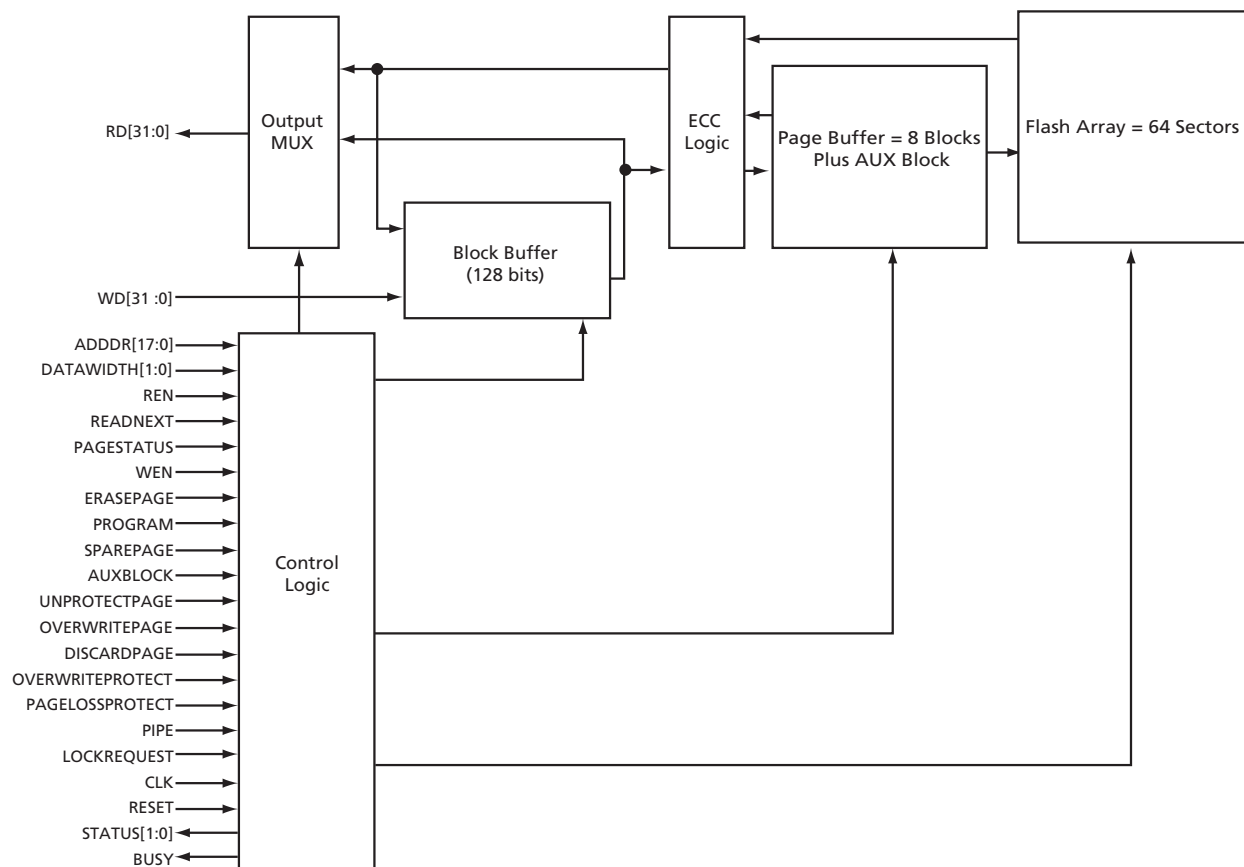 RD[31:0]
Output
MUX
ECC
Logic
Page Buffer = 8 Blocks
Plus AUX Block
Flash Array = 64 Sectors
Block Buffer
(128 bits)
WD[31 :0]
ADDDR[17:0]
DATAWIDTH[1:0]
REN
READNEXT
PAGESTATUS
WEN
ERASEPAGE
PROGRAM
SPAREPAGE
AUXBLOCK
UNPROTECTPAGE
OVERWRITEPAGE
DISCARDPAGE
OVERWRITEPROTECT
PAGELOSSPROTECT
PIPE
LOCKREQUEST
CLK
RESET
STATUS[1:0]
BUSY
Control
Logic